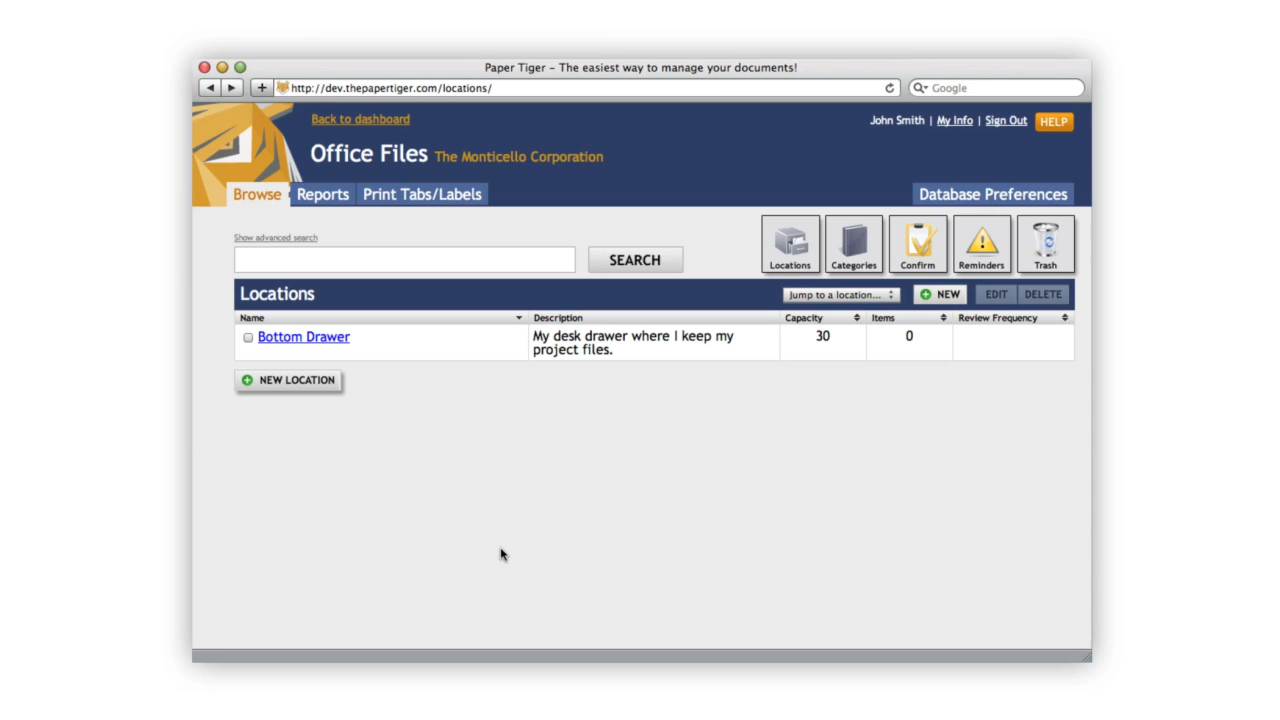 Paper Tiger – The easiest way to manage your documents!
http://dev.thepapertiger.com/locations/
Google
Back to dashboard
John Smith | My Info | Sign Out HELP
Office Files The Monticello Corporation
Browse Reports Print Tabs/Labels Database Preferences
Show advanced search
SEARCH
Locations Categories Confirm Reminders Trash
Locations Jump to a location... NEW EDIT DELETE
Name Description Capacity Items Review Frequency
Bottom Drawer My desk drawer where I keep my 30 0
project files.
NEW LOCATION